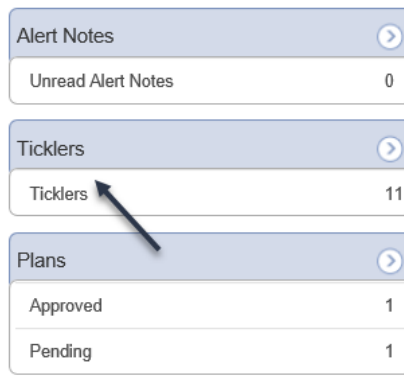 Alert Notes
Unread Alert Notes 0
Ticklers
Ticklers 11
Plans
Approved 1
Pending 1